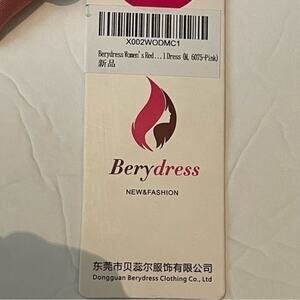 X002WODMC1
Berydress Women's Red...l Dress (M, 6075-Pink)
新品
Berydress
NEW&FASHION
东莞市贝蕊尔服饰有限公司
Dongguan Berydress Clothing Co., Ltd